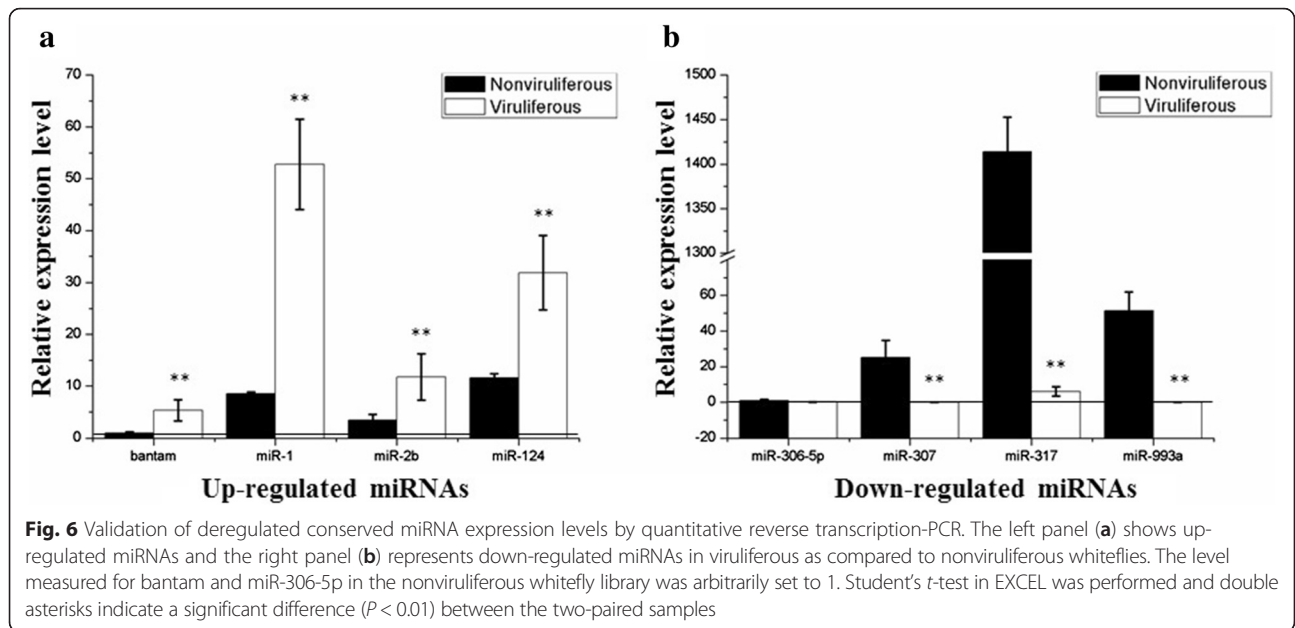 a
70
60
50
40
30
20
10
0
Relative expression level
Nonviruliferous
Viruliferous
**
**
**
**
bantam
miR-1
miR-2b
miR-124
Up-regulated miRNAs
b
1500
1450
1400
1350
1300
60
40
20
0
-20
Relative expression level
Nonviruliferous
Viruliferous
**
**
**
miR-306-5p
miR-307
miR-317
miR-993a
Down-regulated miRNAs
Fig. 6 Validation of deregulated conserved miRNA expression levels by quantitative reverse transcription-PCR. The left panel (a) shows up-
regulated miRNAs and the right panel (b) represents down-regulated miRNAs in viruliferous as compared to nonviruliferous whiteflies. The level
measured for bantam and miR-306-5p in the nonviruliferous whitefly library was arbitrarily set to 1. Student's t-test in EXCEL was performed and double
asterisks indicate a significant difference (P < 0.01) between the two-paired samples